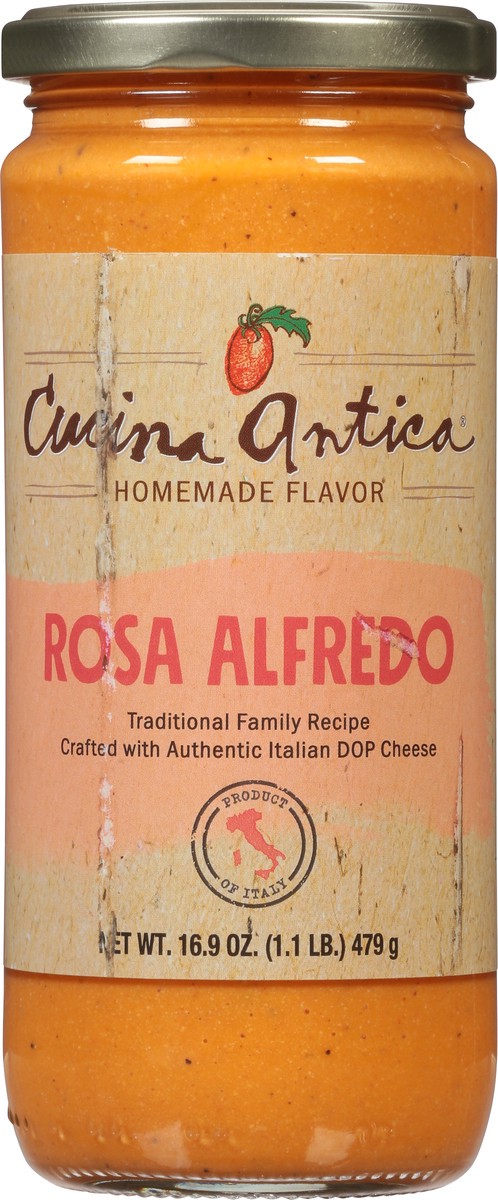 Cucina Antica®
HOMEMADE FLAVOR
ROSA ALFREDO
Traditional Family Recipe
Crafted with Authentic Italian DOP Cheese
PRODUCT
OF ITALY
NET WT. 16.9 OZ. (1.1 LB.) 479 g